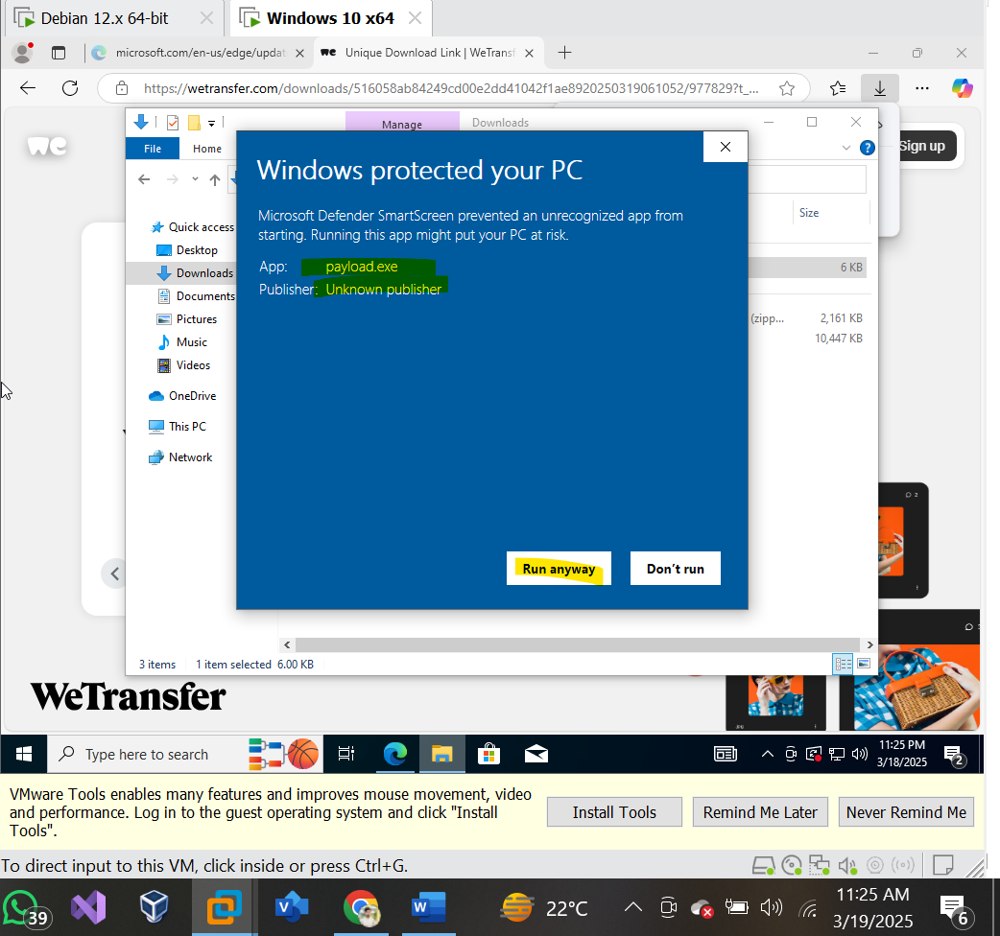 Debian 12.x 64-bit
Windows 10 x64
microsoft.com/en-us/edge/updat
we Unique Download Link | WeTransf
https://wetransfer.com/downloads/516058ab84249cd00e2dd41042f1ae8920250319061052/977829?t_...
we
Sign up
Manage
Downloads
File
Home
Size
Quick access
Desktop
Downloads
Documents
Pictures
Music
Videos
OneDrive
This PC
Network
6 KB
(zipp...
2,161 KB
10,447 KB
Windows protected your PC
Microsoft Defender SmartScreen prevented an unrecognized app from
starting. Running this app might put your PC at risk.
App: payload.exe
Publisher: Unknown publisher
Run anyway
Don't run
3 items
1 item selected 6.00 KB
2
WeTransfer
Type here to search
11:25 PM
3/18/2025
2
VMware Tools enables many features and improves mouse movement, video
and performance. Log in to the guest operating system and click "Install
Tools".
Install Tools
Remind Me Later
Never Remind Me
To direct input to this VM, click inside or press Ctrl+G.
39
V
W
22°C
11:25 AM
3/19/2025
6